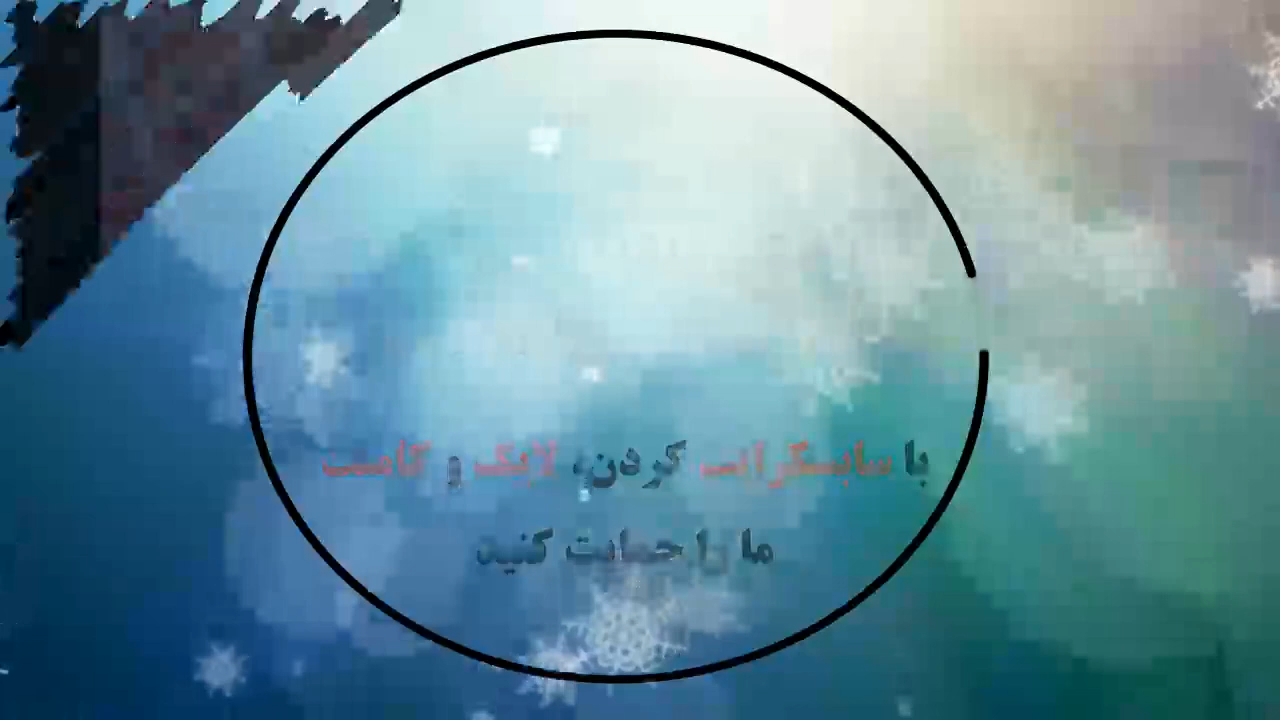 با سابسکرایب کردن، لایک و کامنت
ما را حمایت کنید